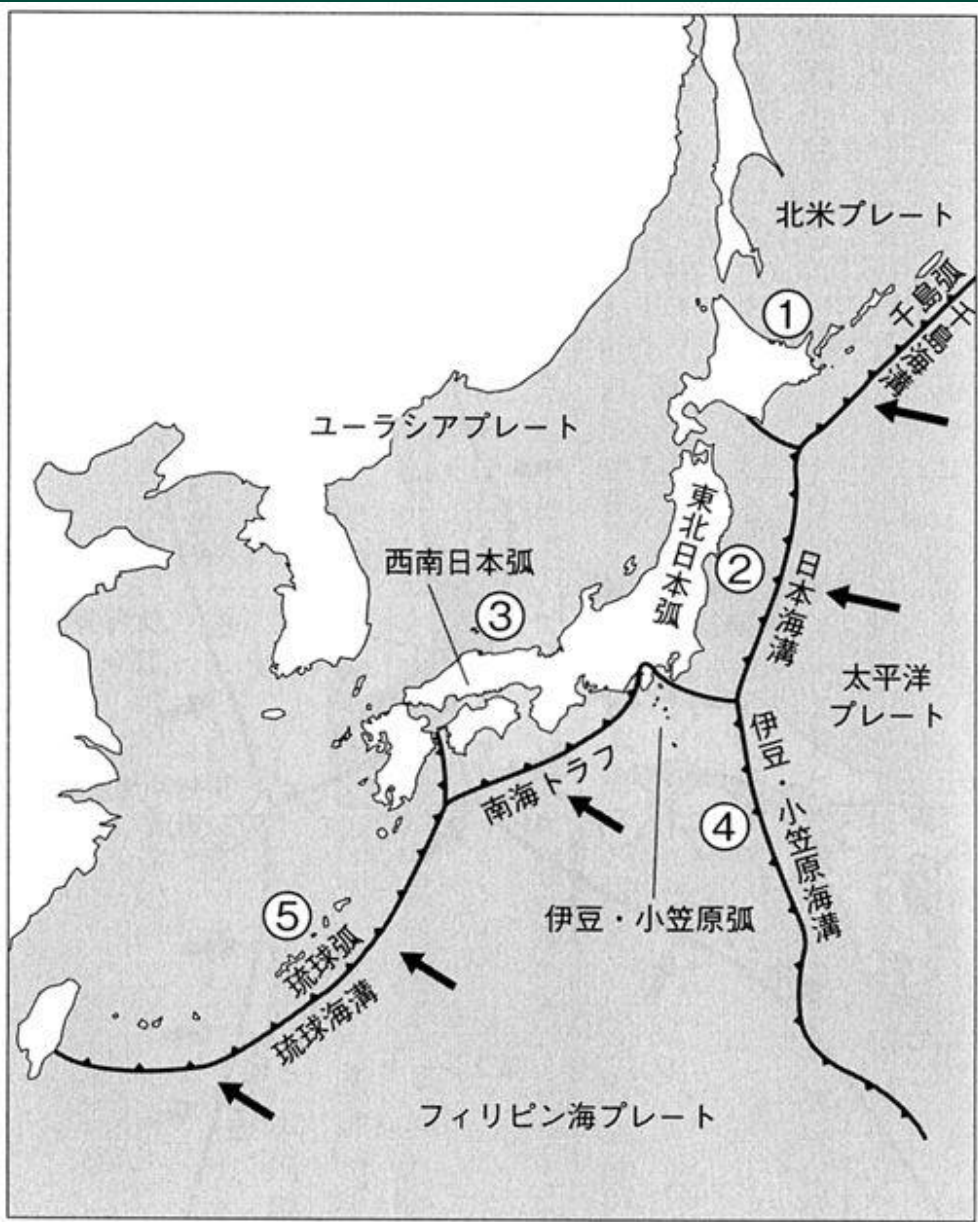 北米プレート
①
千島弧
千島海溝
ユーラシアプレート
東北日本弧
西南日本弧
②
日本海溝
③
太平洋
プレート
伊豆・小笠原海溝
南海トラフ
④
伊豆・小笠原弧
⑤
琉球弧
琉球海溝
フィリピン海プレート